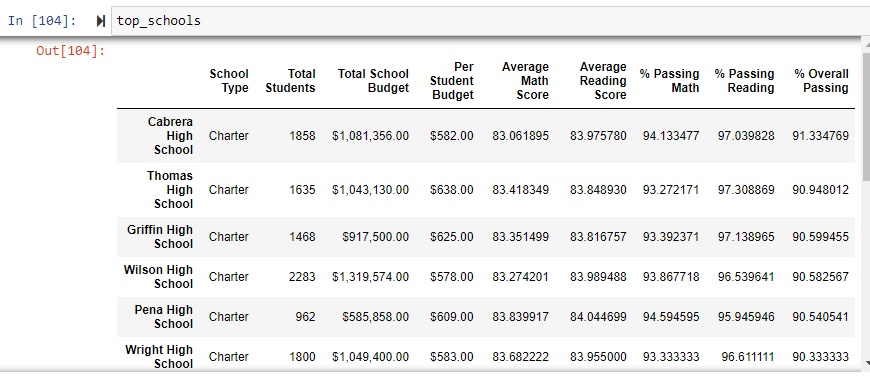 In [104]: top_schools
Out[104]:
School Type Total Students Total School Budget Per Student Budget Average Math Score Average Reading Score % Passing Math % Passing Reading % Overall Passing
Cabrera High School Charter 1858 $1,081,356.00 $582.00 83.061895 83.975780 94.133477 97.039828 91.334769
Thomas High School Charter 1635 $1,043,130.00 $638.00 83.418349 83.848930 93.272171 97.308869 90.948012
Griffin High School Charter 1468 $917,500.00 $625.00 83.351499 83.816757 93.392371 97.138965 90.599455
Wilson High School Charter 2283 $1,319,574.00 $578.00 83.274201 83.989488 93.867718 96.539641 90.582567
Pena High School Charter 962 $585,858.00 $609.00 83.839917 84.044699 94.594595 95.945946 90.540541
Wright High School Charter 1800 $1,049,400.00 $583.00 83.682222 83.955000 93.333333 96.611111 90.333333